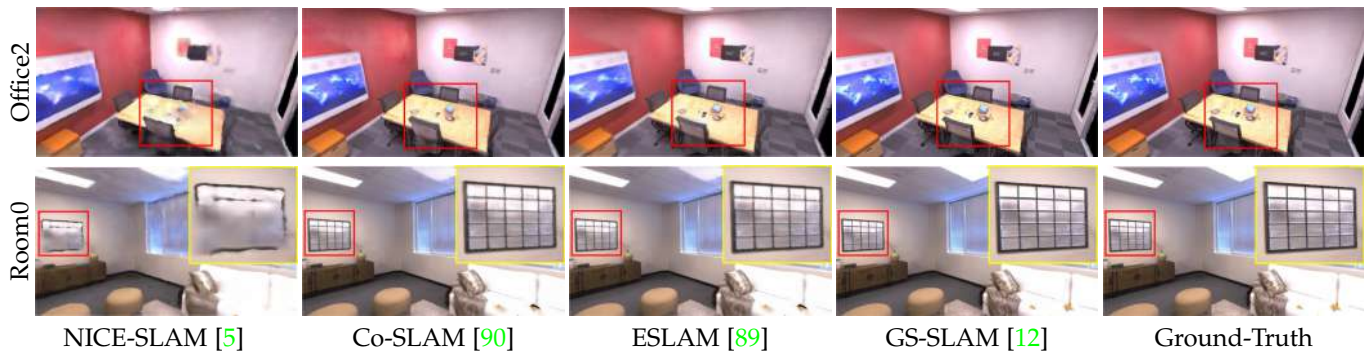 Office2
Room0
NICE-SLAM [5]
Co-SLAM [90]
ESLAM [89]
GS-SLAM [12]
Ground-Truth